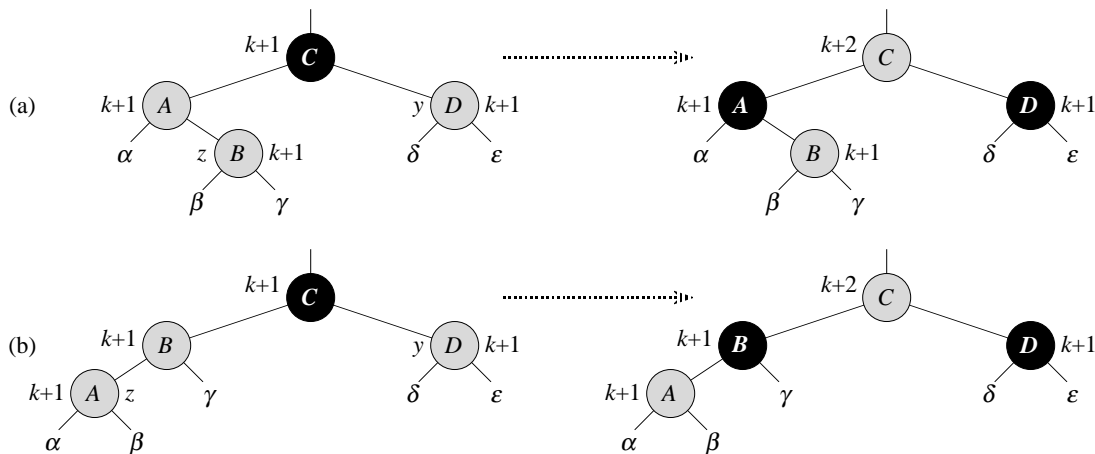 k+1 C k+2 C
(a) k+1 A y D k+1 k+1 A D k+1
α z B k+1 δ ε α B k+1 δ ε
β γ β γ
k+1 C k+2 C
(b) k+1 B y D k+1 k+1 B D k+1
k+1 A z γ δ ε k+1 A γ δ ε
α β α β